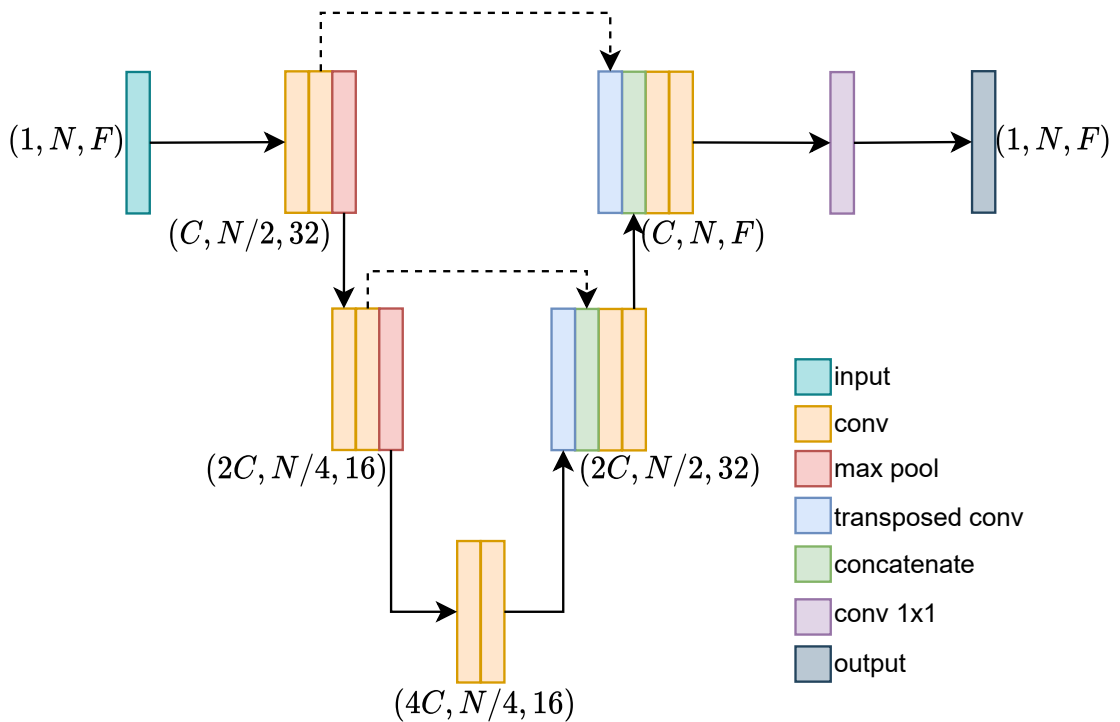 (1, N, F)
(1, N, F)
(C, N/2, 32)
(C, N, F)
(2C, N/4, 16)
(2C, N/2, 32)
(4C, N/4, 16)
input
conv
max pool
transposed conv
concatenate
conv 1x1
output